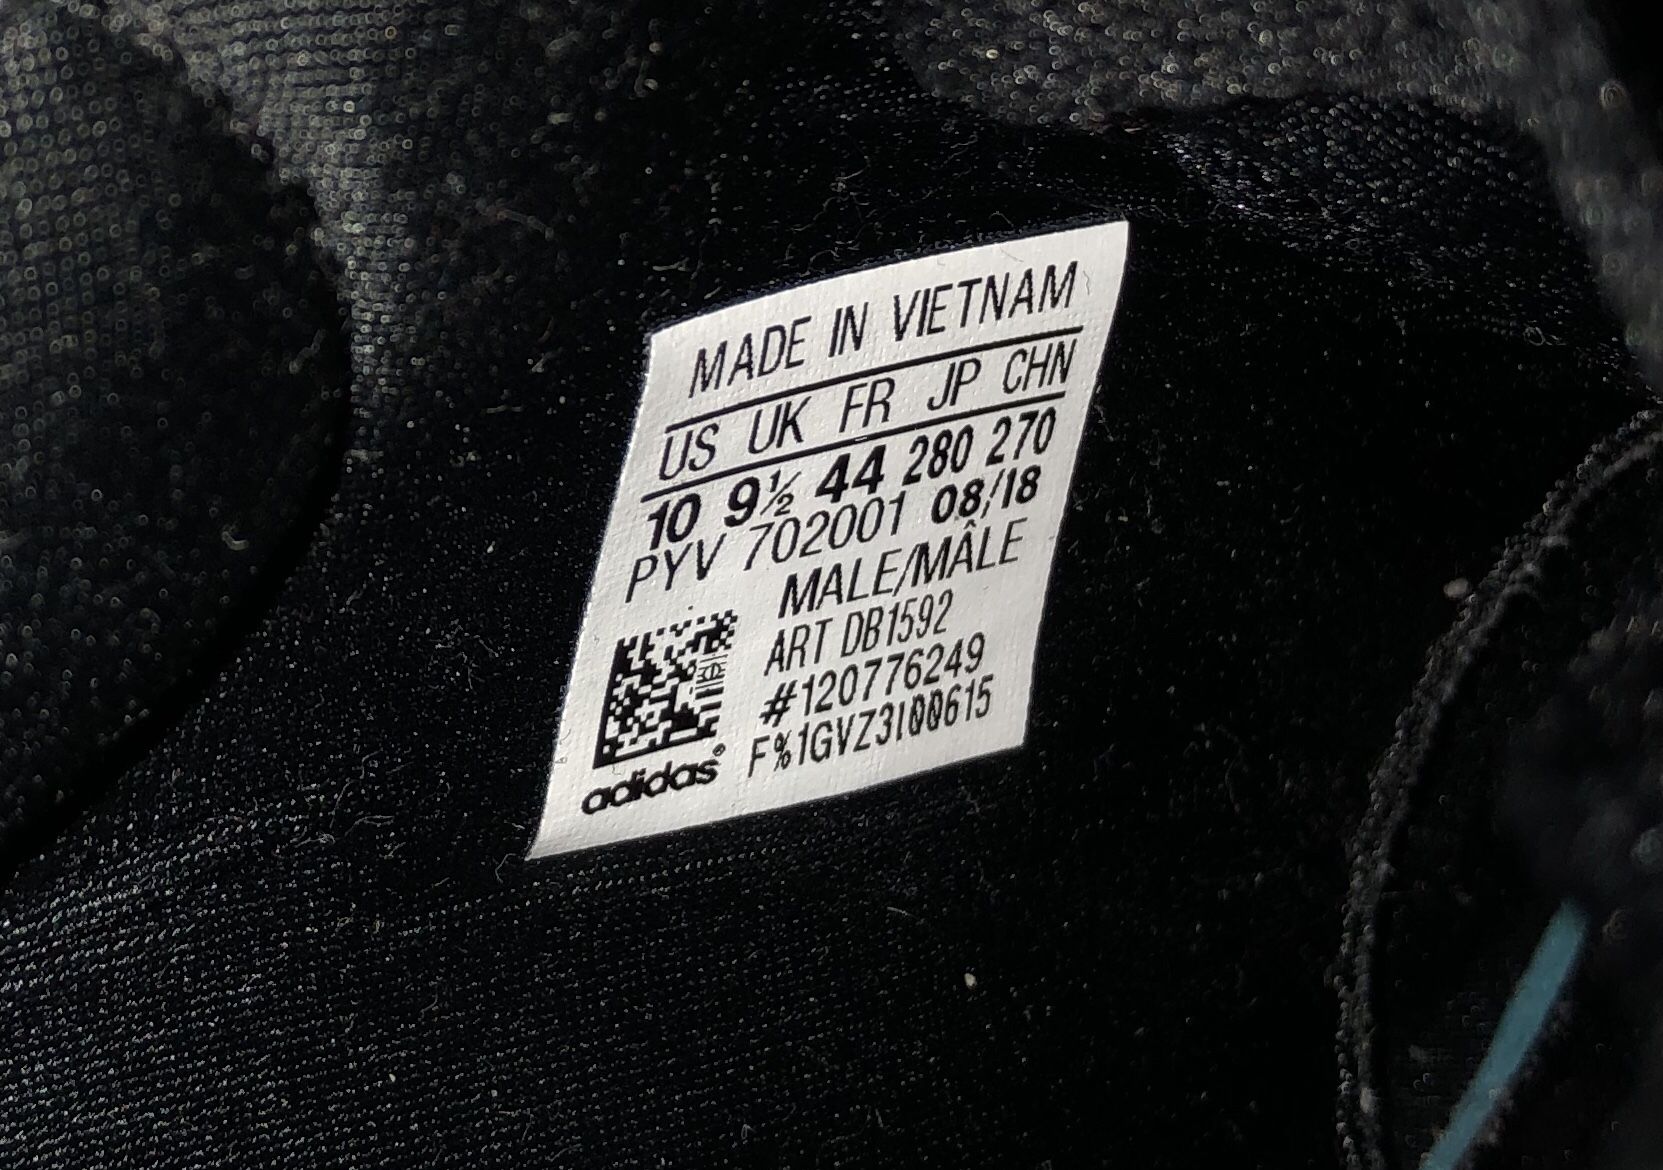 MADE IN VIETNAM
US UK FR JP CHN
10 9½ 44 280 270
PYV 702001 08/18
MALE/MÂLE
ART DB1592
#120776249
F%1GVZ3I00615
adidas®